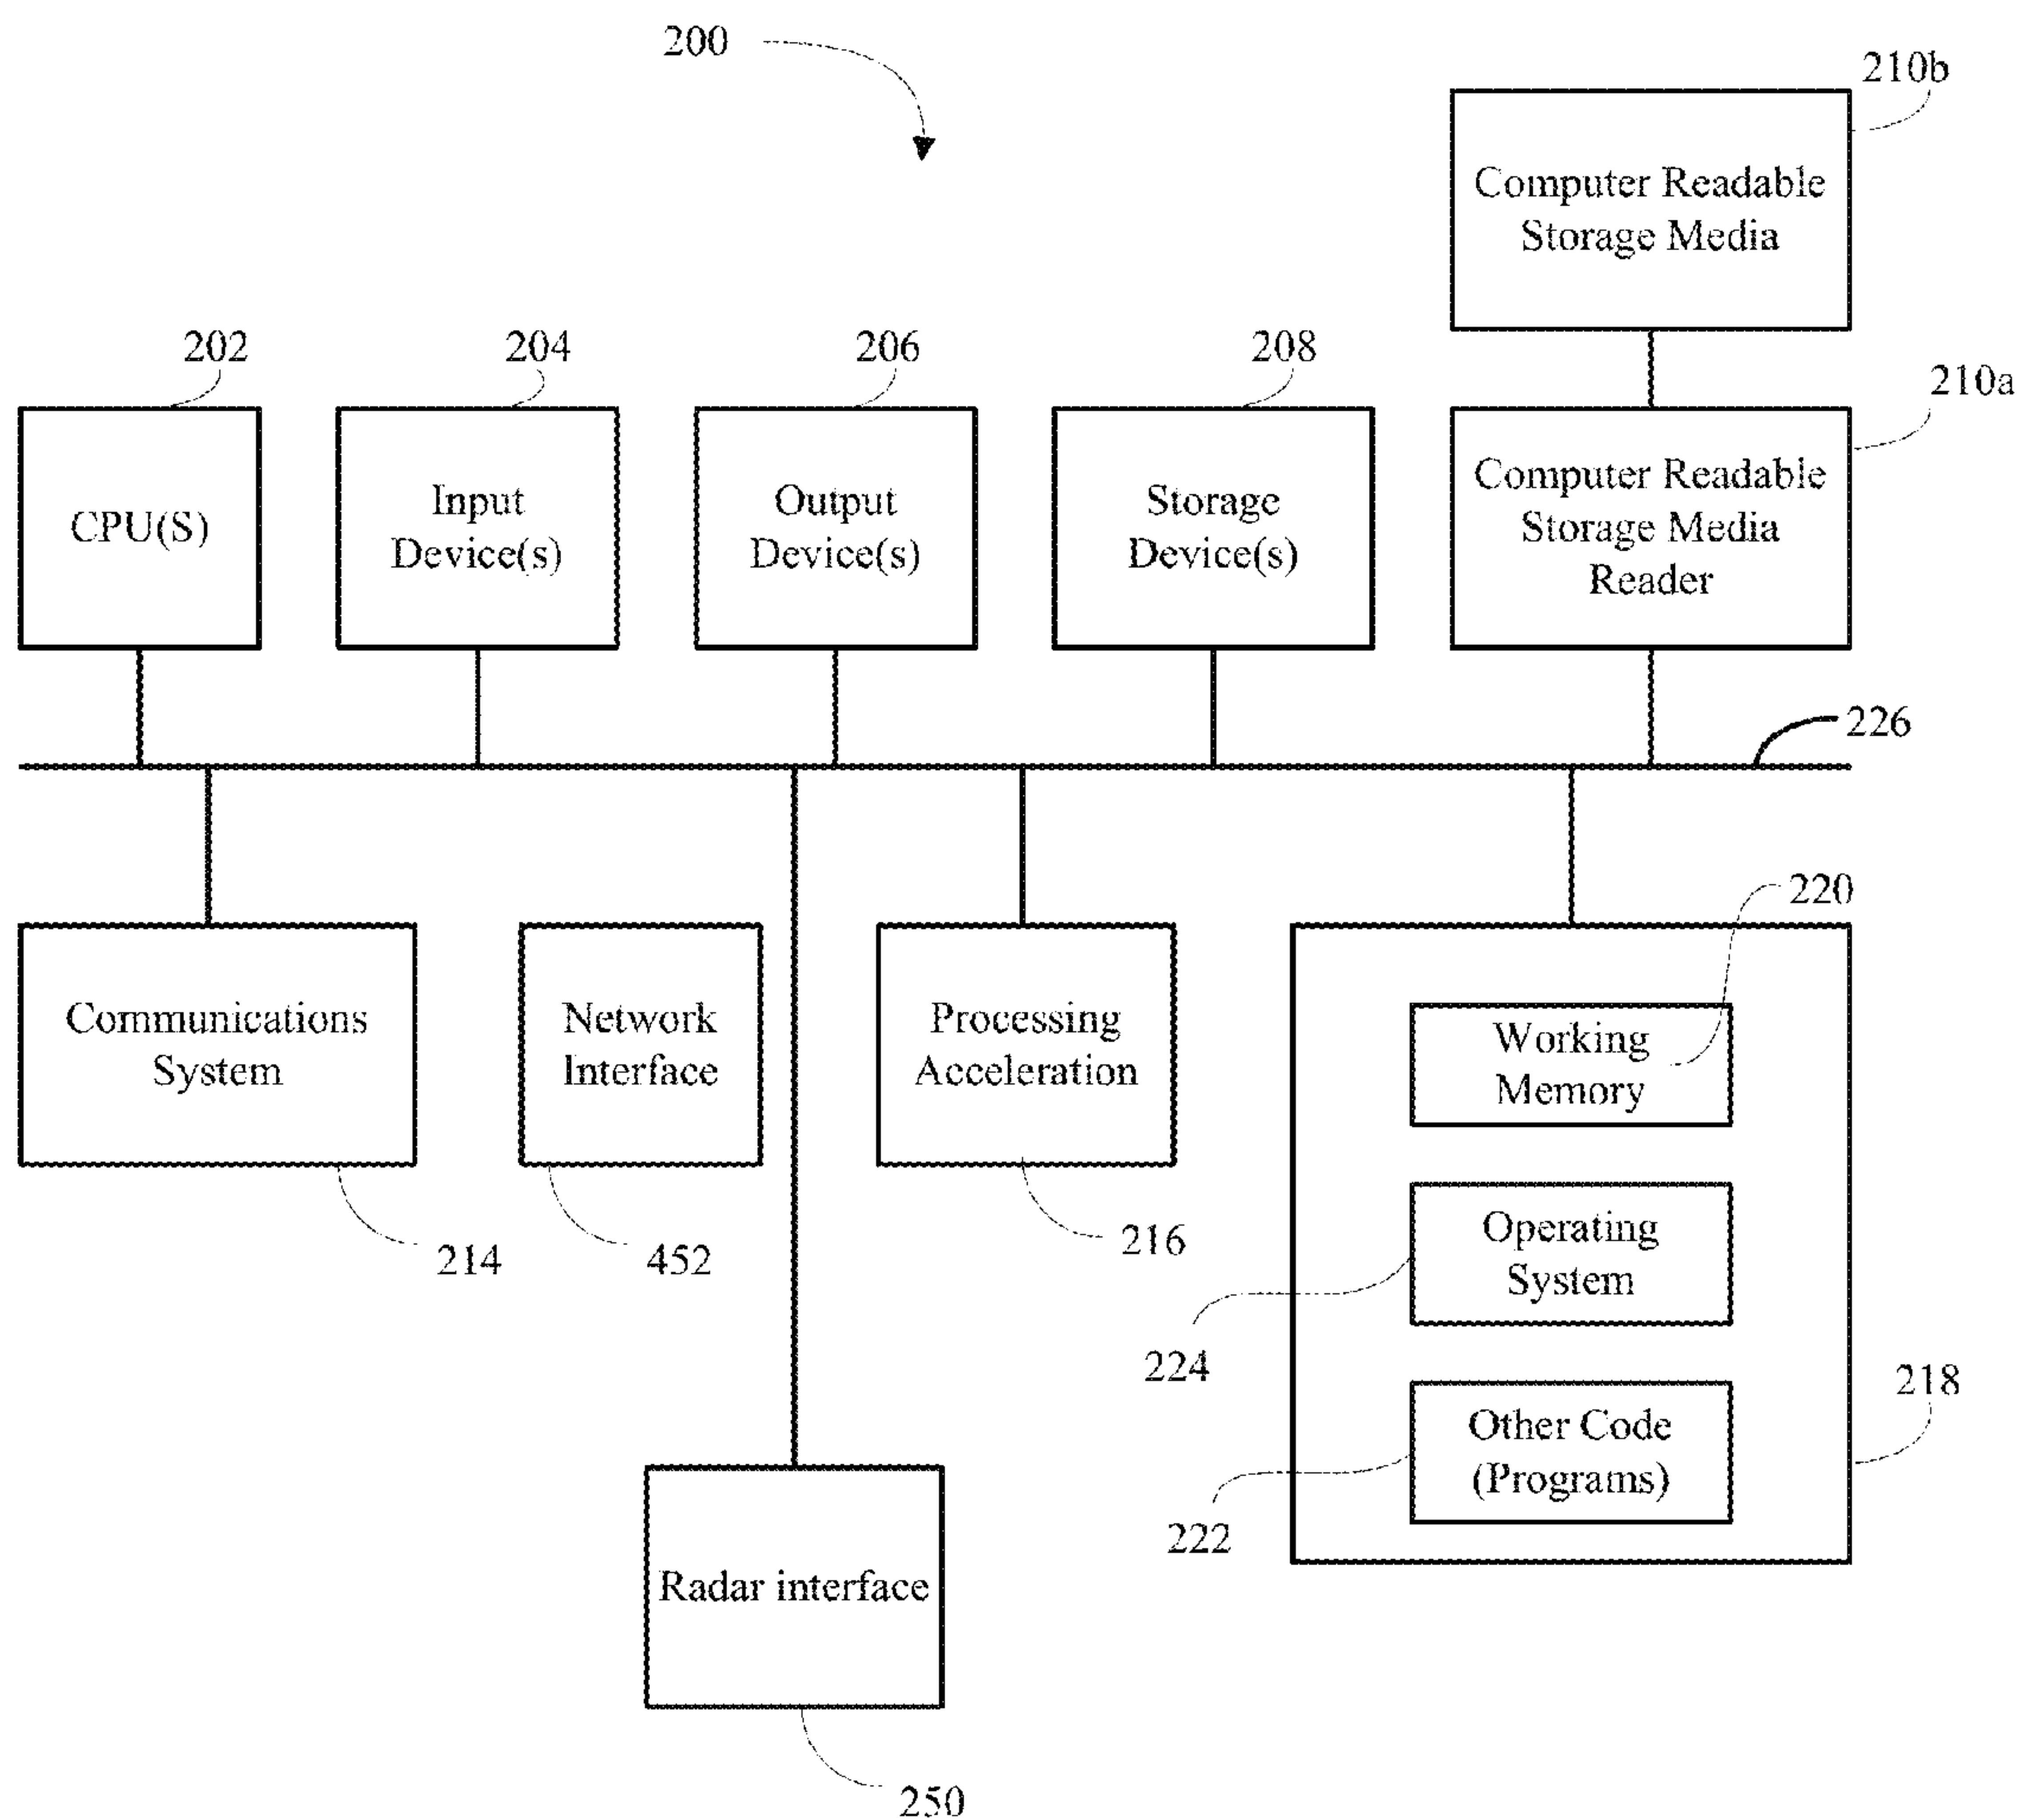 200
210b
Computer Readable
Storage Media
202
204
206
208
210a
CPU(S)
Input
Device(s)
Output
Device(s)
Storage
Device(s)
Computer Readable
Storage Media
Reader
226
220
Communications
System
Network
Interface
Processing
Acceleration
Working
Memory
214
452
216
Operating
System
224
218
Other Code
(Programs)
222
Radar interface
250